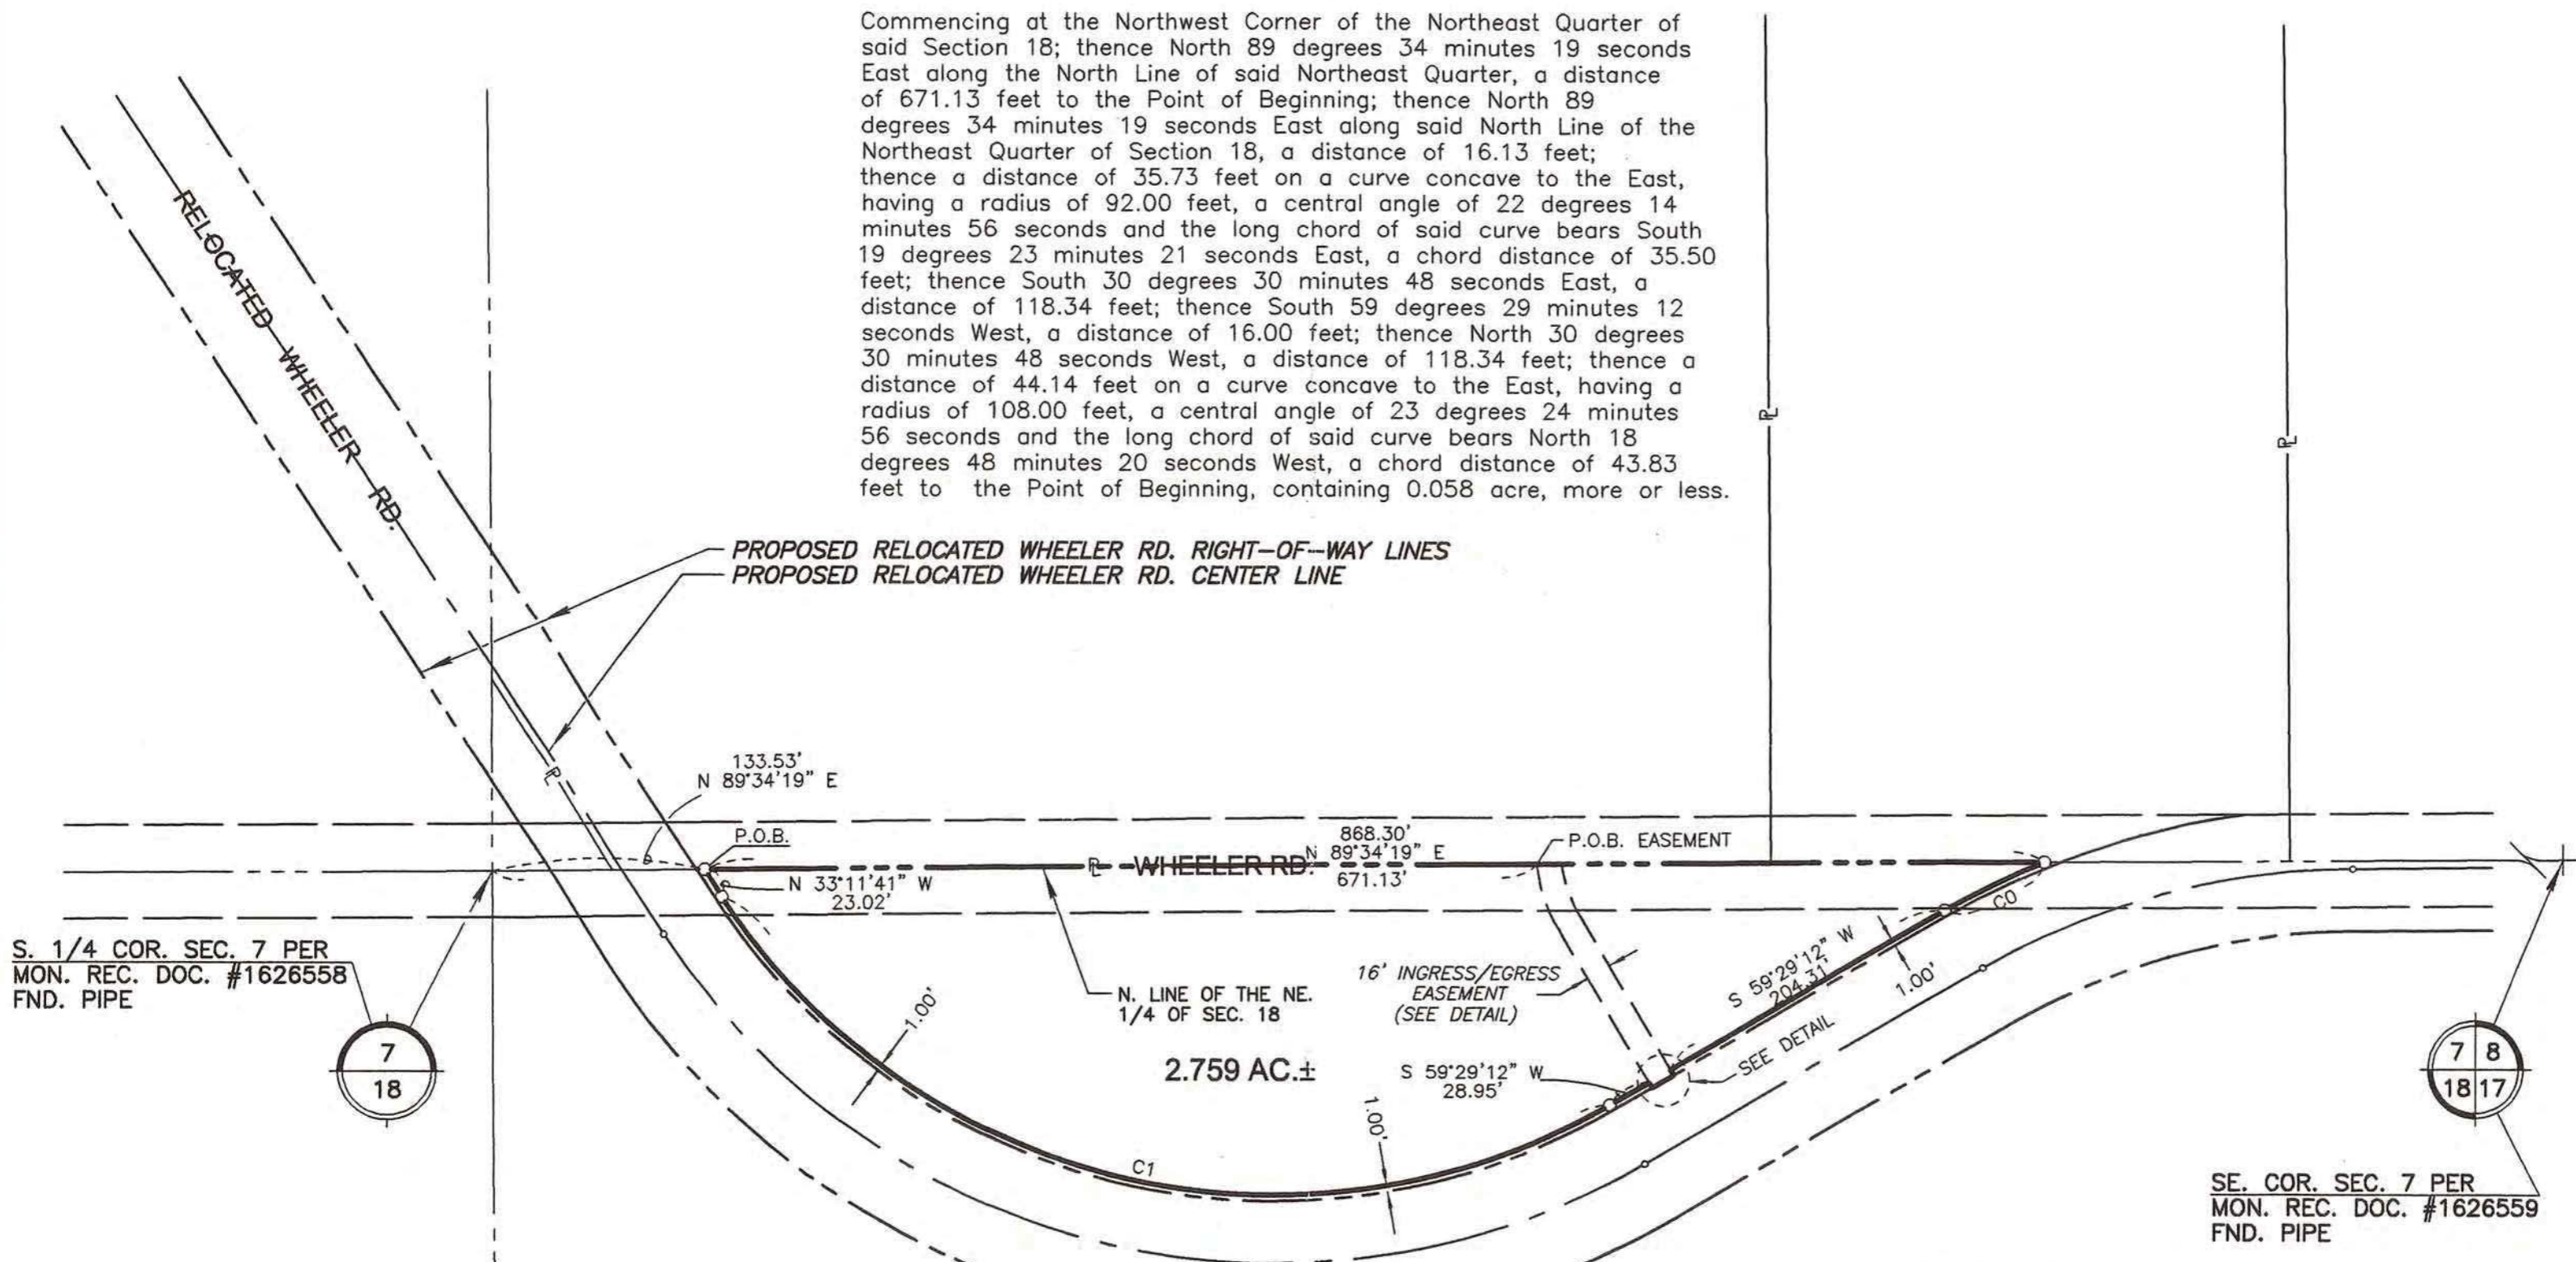 Commencing at the Northwest Corner of the Northeast Quarter of
said Section 18; thence North 89 degrees 34 minutes 19 seconds
East along the North Line of said Northeast Quarter, a distance
of 671.13 feet to the Point of Beginning; thence North 89
degrees 34 minutes 19 seconds East along said North Line of the
Northeast Quarter of Section 18, a distance of 16.13 feet;
thence a distance of 35.73 feet on a curve concave to the East,
having a radius of 92.00 feet, a central angle of 22 degrees 14
minutes 56 seconds and the long chord of said curve bears South
19 degrees 23 minutes 21 seconds East, a chord distance of 35.50
feet; thence South 30 degrees 30 minutes 48 seconds East, a
distance of 118.34 feet; thence South 59 degrees 29 minutes 12
seconds West, a distance of 16.00 feet; thence North 30 degrees
30 minutes 48 seconds West, a distance of 118.34 feet; thence a
distance of 44.14 feet on a curve concave to the East, having a
radius of 108.00 feet, a central angle of 23 degrees 24 minutes
56 seconds and the long chord of said curve bears North 18
degrees 48 minutes 20 seconds West, a chord distance of 43.83
feet to the Point of Beginning, containing 0.058 acre, more or less.
RELOCATED WHEELER RD.
PL
PL
PROPOSED RELOCATED WHEELER RD. RIGHT-OF-WAY LINES
PROPOSED RELOCATED WHEELER RD. CENTER LINE
PL
133.53'
N 89°34'19" E
P.O.B.
PL
WHEELER RD.
868.30'
N 89°34'19" E
671.13'
P.O.B. EASEMENT
N 33°11'41" W
23.02'
C0
S. 1/4 COR. SEC. 7 PER
MON. REC. DOC. #1626558
FND. PIPE
7
18
1.00'
N. LINE OF THE NE.
1/4 OF SEC. 18
16' INGRESS/EGRESS
EASEMENT
(SEE DETAIL)
S 59°29'12" W
204.31'
1.00'
SEE DETAIL
2.759 AC.±
S 59°29'12" W
28.95'
1.00'
C1
7 8
18 17
SE. COR. SEC. 7 PER
MON. REC. DOC. #1626559
FND. PIPE